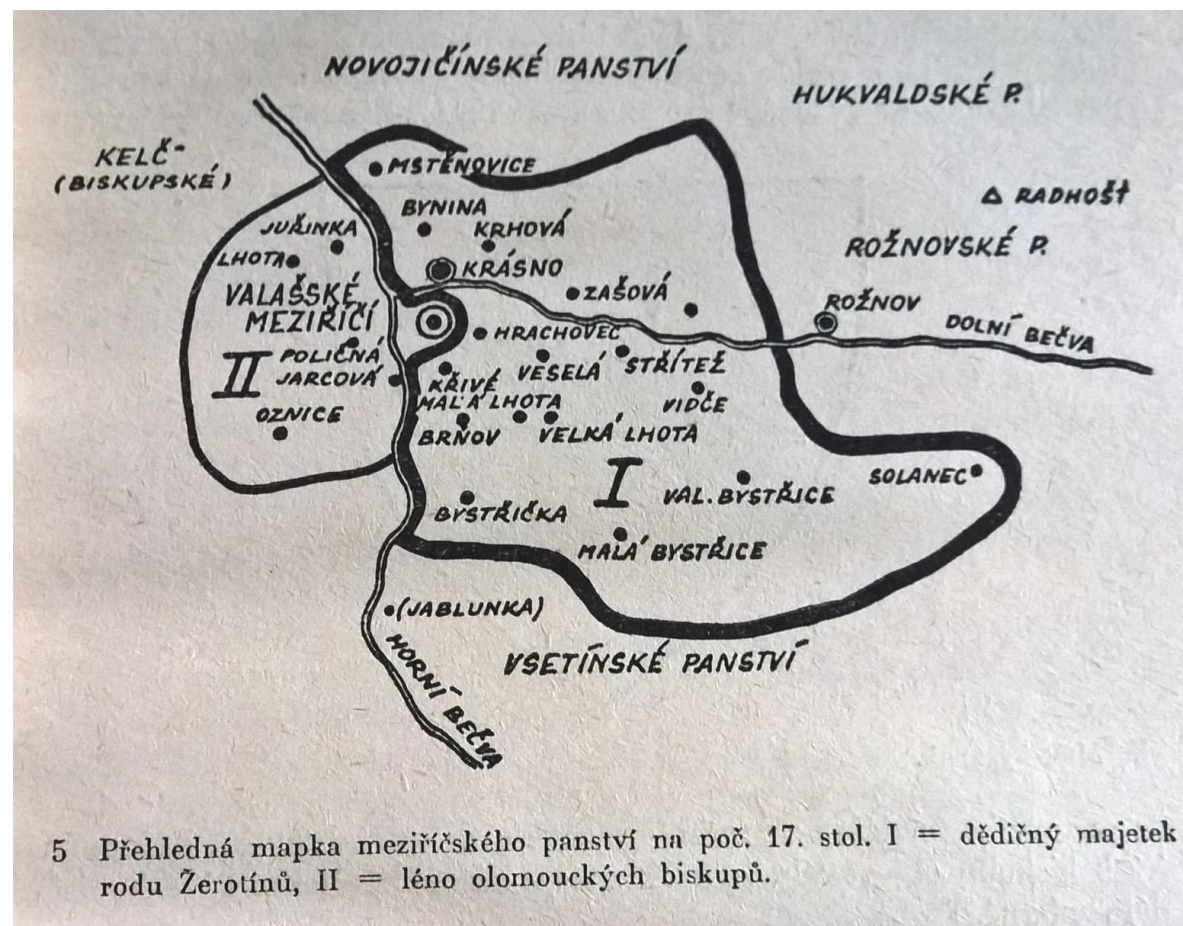 NOVOJIČÍNSKÉ PANSTVÍ
HUKVALDSKÉ P.
KELČ-
(BISKUPSKÉ)
MSTĚNOVICE
RADHOŠŤ
BYNINA
JUŘINKA
KRHOVÁ
ROŽNOVSKÉ P.
LHOTA
KRÁSNO
VALAŠSKÉ
MEZIŘÍČÍ
ZAŠOVÁ
ROŽNOV
DOLNÍ BEČVA
HRACHOVEC
II
POLIČNÁ
JARCOVÁ
KŘIVÉ
VESELÁ
STŘÍTEŽ
OZNICE
MALÁ LHOTA
VIDČE
BRŇOV
VELKÁ LHOTA
I
SOLANEC
VAL. BYSTŘICE
BYSTŘIČKA
MALÁ BYSTŘICE
(JABLUNKA)
HORNÍ BEČVA
VSETÍNSKÉ PANSTVÍ
5 Přehledná mapka meziříčského panství na poč. 17. stol. I = dědičný majetek
rodu Žerotínů, II = léno olomouckých biskupů.